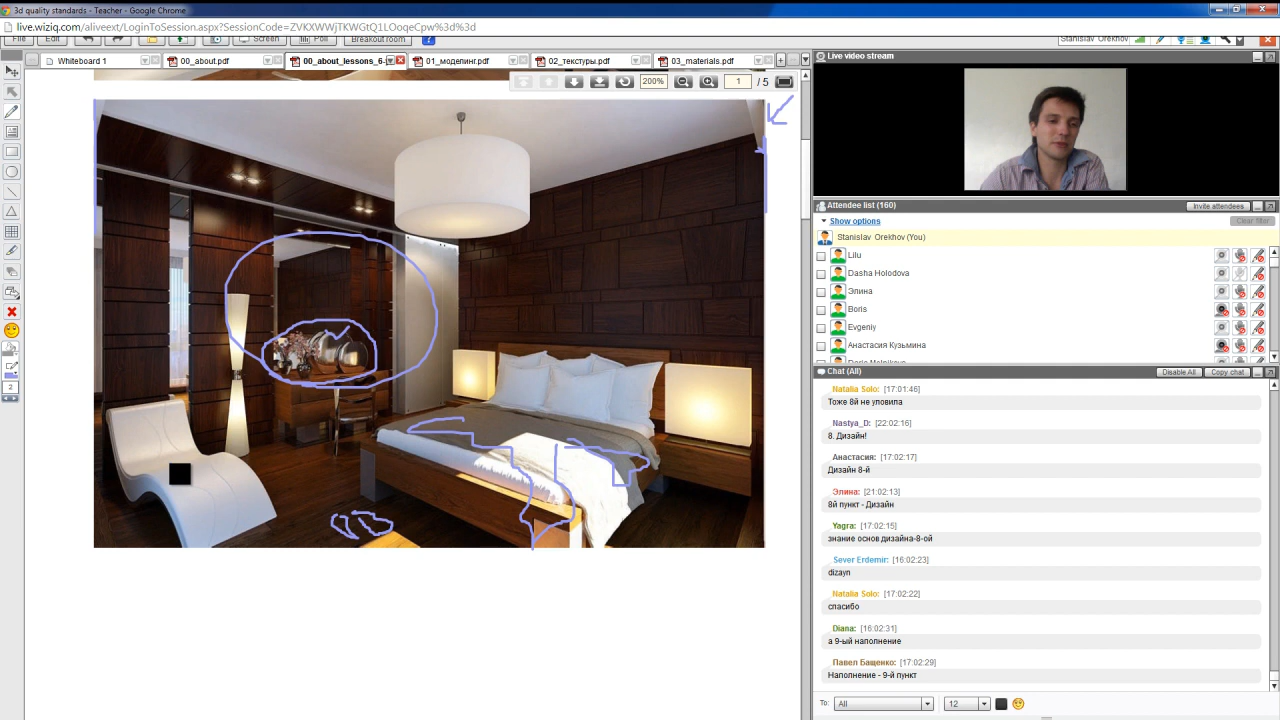 3d quality standards - Teacher - Google Chrome
live.wiziq.com/aliveext/LoginToSession.aspx?SessionCode=ZVKXWWjTKWGtQ1LOoqeCpw%3d%3d
File Edit Screen Poll Breakout room Stanislav Orekhov
Whiteboard 1 00_about.pdf 00_about_lessons_6- 01_моделинг.pdf 02_текстуры.pdf 03_materials.pdf
200% 1 / 5
Live video stream
Attendee list (160) Invite attendees
Show options Clear filter
Stanislav Orekhov (You)
Lilu
Dasha Holodova
Элина
Boris
Evgeniy
Анастасия Кузьмина
Chat (All) Disable All Copy chat
Natalia Solo: [17:01:46]
Тоже 8й не уловила
Nastya_D: [22:02:16]
8. Дизайн!
Анастасия: [17:02:17]
Дизайн 8-й
Элина: [21:02:13]
8й пункт - Дизайн
Yagra: [17:02:15]
знание основ дизайна-8-ой
Sever Erdemir: [16:02:23]
dizayn
Natalia Solo: [17:02:22]
спасибо
Diana: [16:02:31]
а 9-ый наполнение
Павел Бащенко: [17:02:29]
Наполнение - 9-й пункт
To: All 12
2